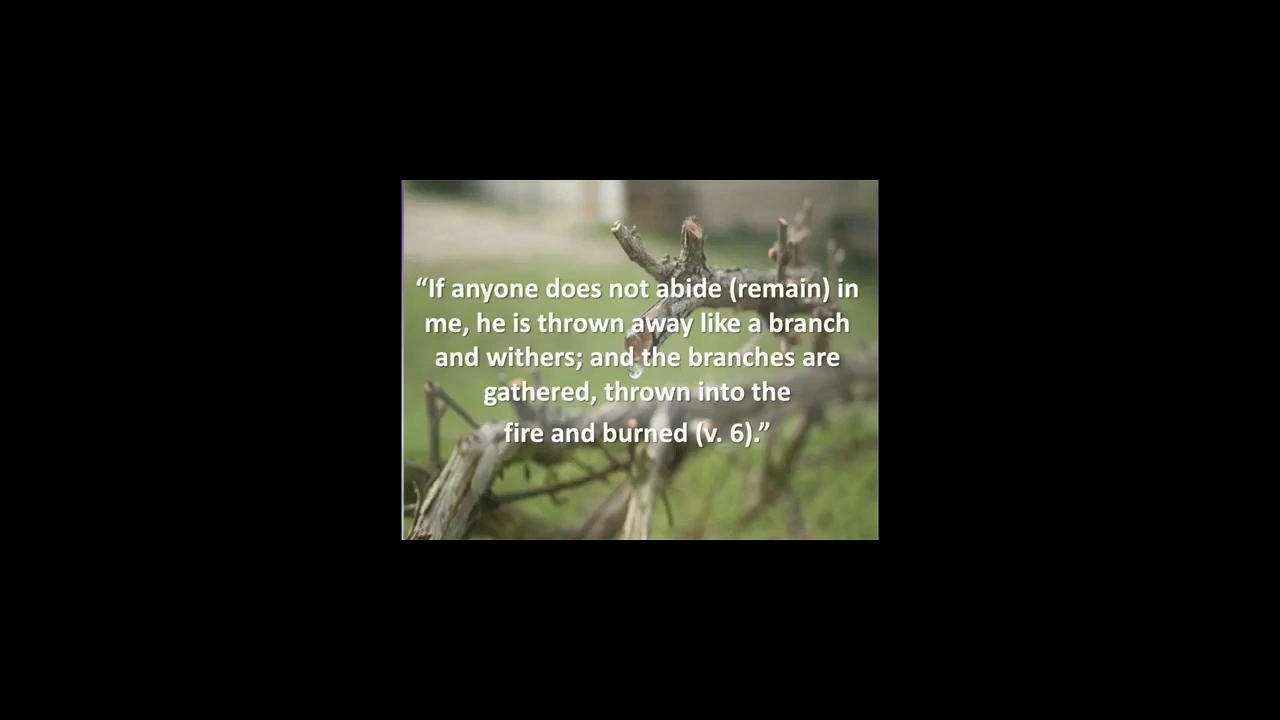 “If anyone does not abide (remain) in
me, he is thrown away like a branch
and withers; and the branches are
gathered, thrown into the
fire and burned (v. 6).”